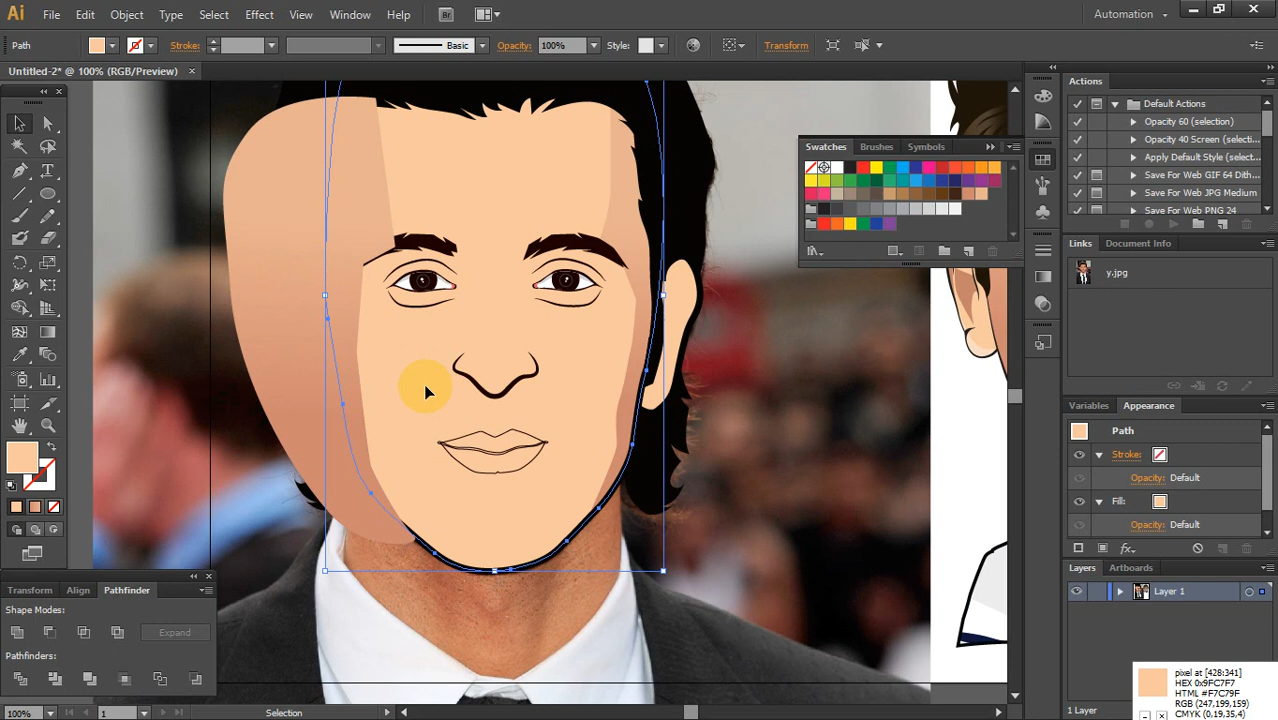 Ai File Edit Object Type Select Effect View Window Help Br Automation
Path Stroke: Basic Opacity: 100% Style: Transform
Untitled-2* @ 100% (RGB/Preview) ×
Actions
Default Actions
Opacity 60 (selection)
Opacity 40 Screen (selecti...
Apply Default Style (selecti...
Save For Web GIF 64 Dith...
Save For Web JPG Medium
Save For Web PNG 24
Swatches Brushes Symbols
Links Document Info
y.jpg
Variables Appearance
Path
Stroke:
Opacity: Default
Fill:
Opacity: Default
Layers Artboards
Layer 1
1 Layer
Transform Align Pathfinder
Shape Modes:
Expand
Pathfinders:
100% 1 Selection
pixel at [428:341]
HEX 0x9FC7F7
HTML #F7C79F
RGB (247,199,159)
CMYK (0,19,35,4)